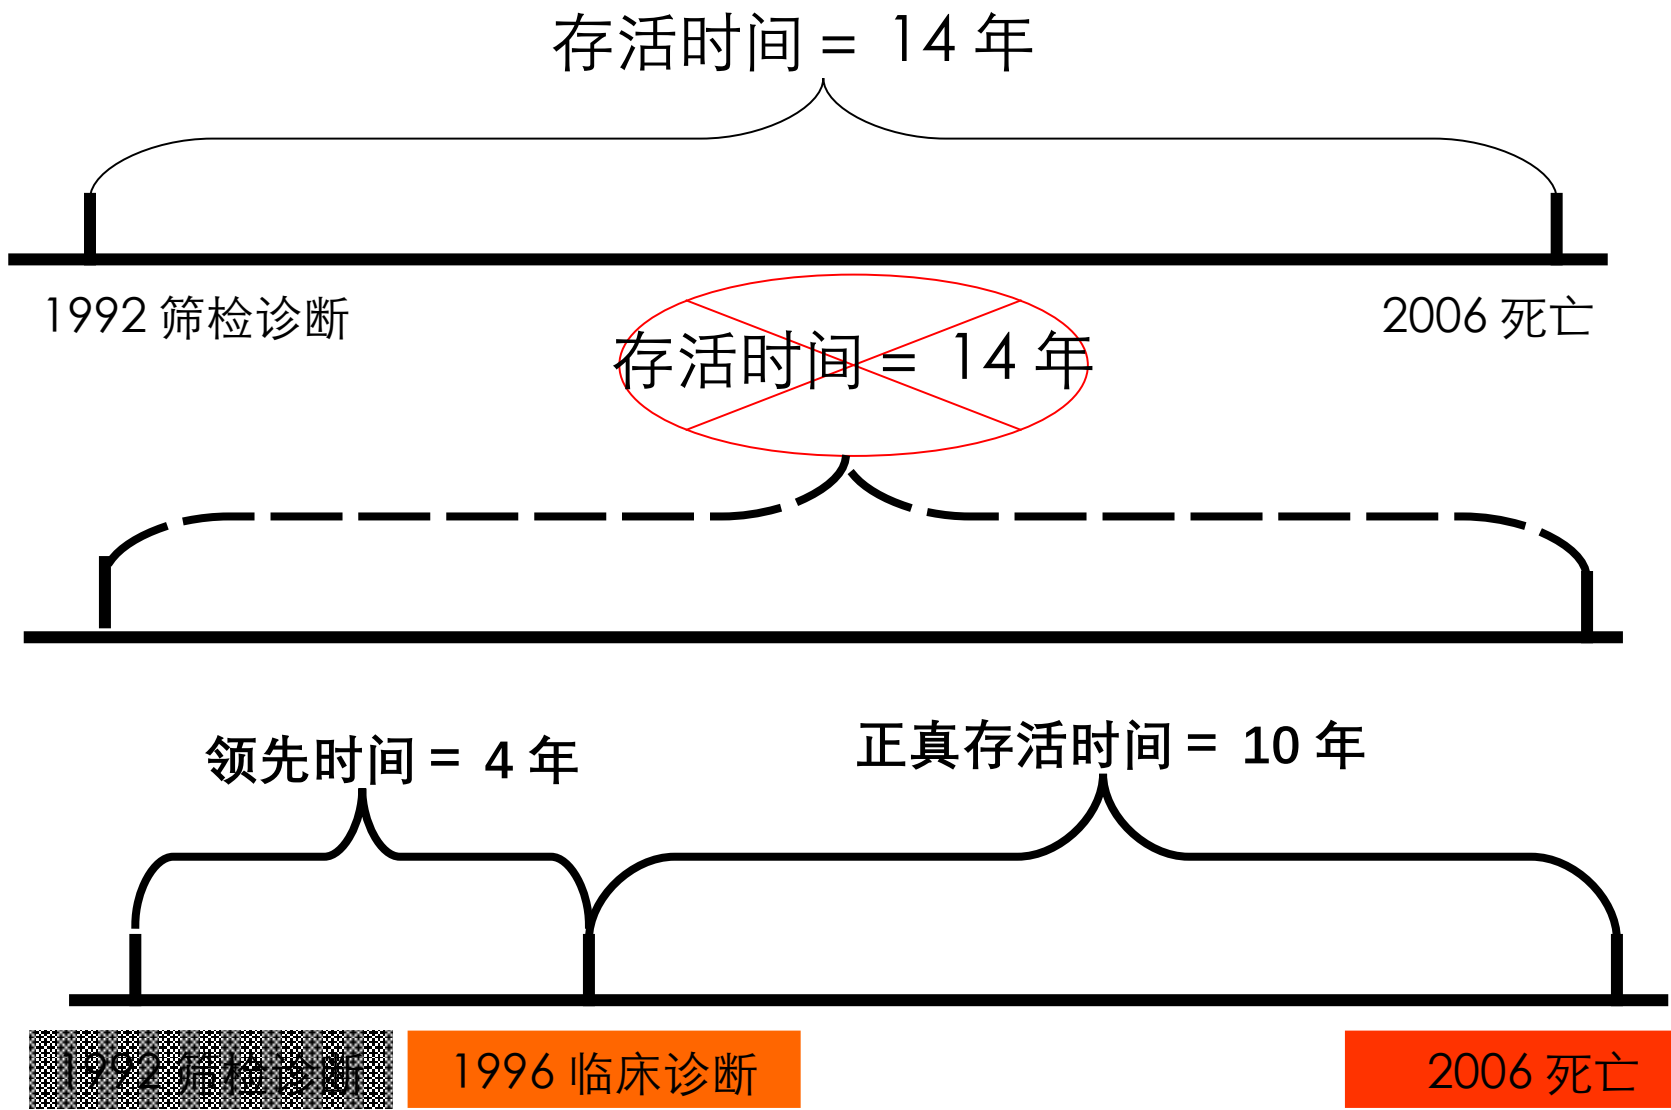 存活时间 = 14 年
1992 筛检诊断
2006 死亡
存活时间 = 14 年
领先时间 = 4 年
正真存活时间 = 10 年
1992 筛检诊断
1996 临床诊断
2006 死亡